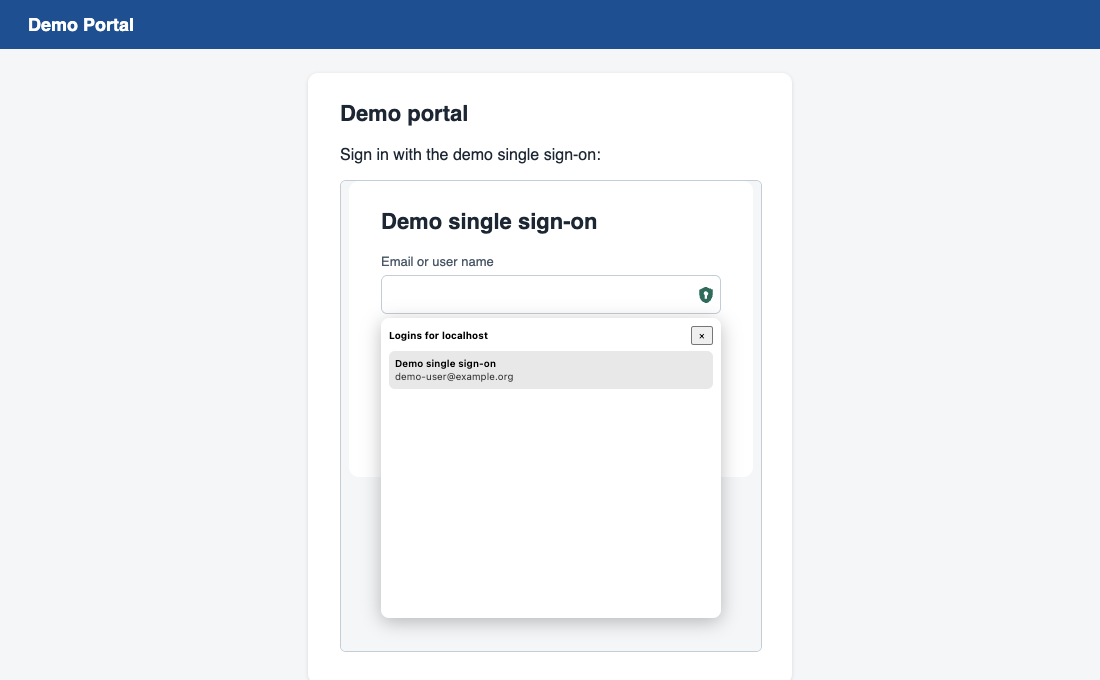 Demo Portal
Demo portal
Sign in with the demo single sign-on:
Demo single sign-on
Email or user name
Logins for localhost
×
Demo single sign-on
demo-user@example.org